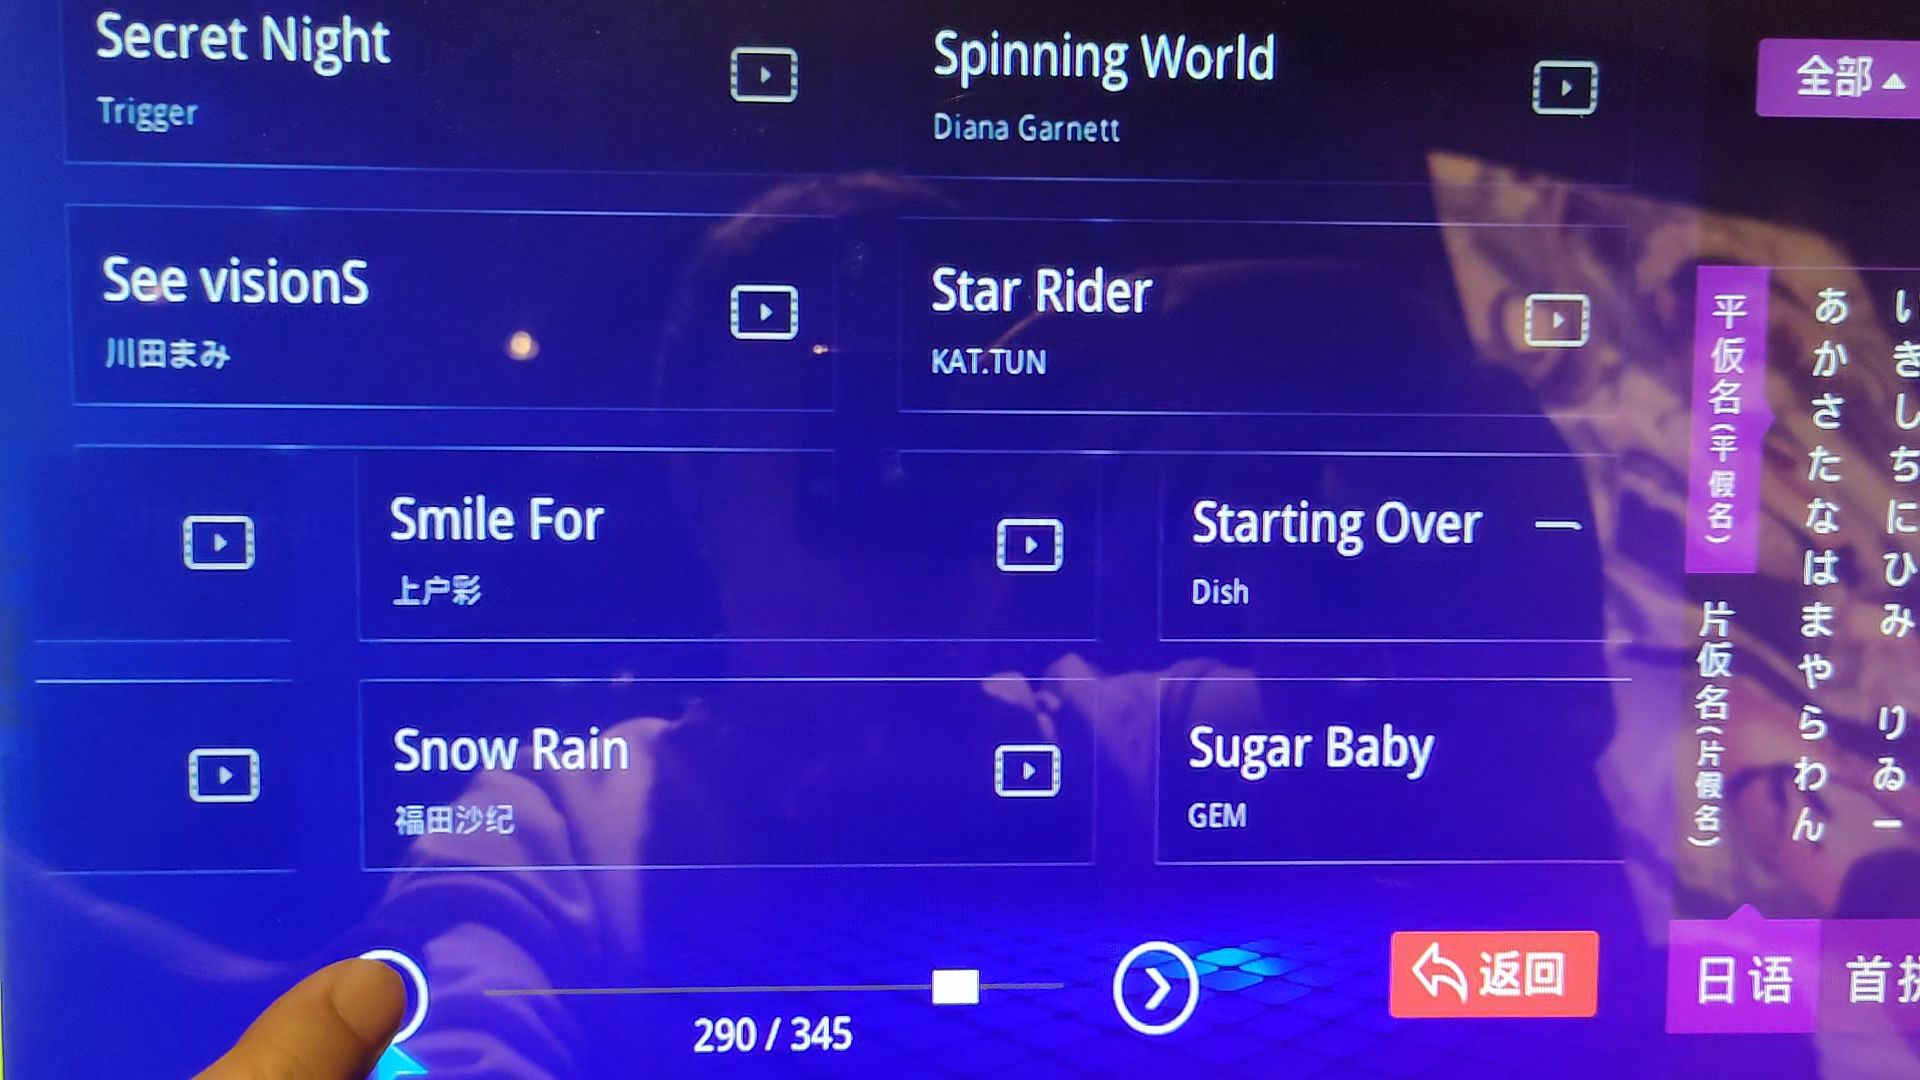 Secret Night
Trigger
Spinning World
Diana Garnett
See visionS
川田まみ
Star Rider
KAT.TUN
Smile For
上户彩
Starting Over
Dish
Snow Rain
福田沙纪
Sugar Baby
GEM
290 / 345
返回
全部
平仮名(平假名)
片仮名(片假名)
あかさたなはまやらわん
いきしちにひみ りゐー
日语
首拼